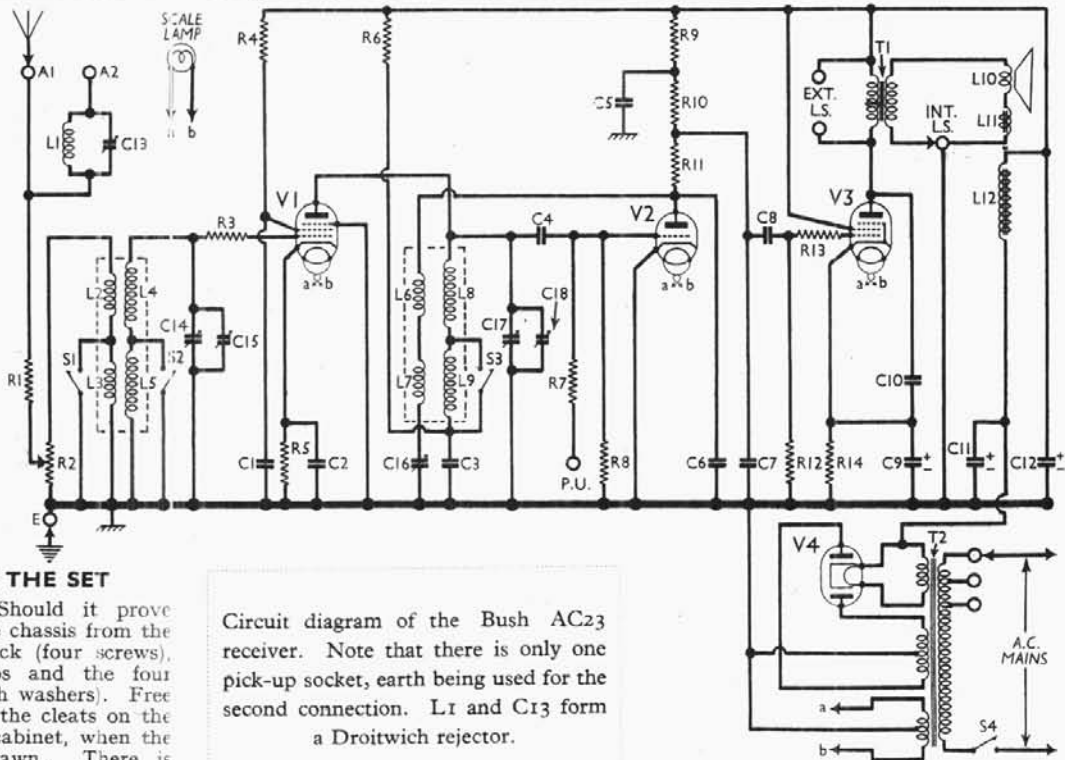 SCALE
LAMP
a b
A1
A2
L1
C13
R4
R6
R9
C5
R10
R11
T1
EXT.
L.S.
INT.
L.S.
L10
L11
L12
V1
R3
C4
V2
C8
R13
V3
a b
a b
a b
L2
L4
L3
L5
S1
S2
C14
C15
L6
L8
L7
L9
S3
C17
C18
C10
R1
R2
C1
R5
C2
C16
C3
R7
P.U.
R8
C6
C7
R12
R14
C9
+
−
C11
+
−
C12
+
−
E
V4
T2
A.C.
MAINS
a
b
S4
THE SET
Should it prove
chassis from the
ck (four screws),
s and the four
h washers). Free
the cleats on the
cabinet, when the
awn. There is
Circuit diagram of the Bush AC23
receiver. Note that there is only one
pick-up socket, earth being used for the
second connection. L1 and C13 form
a Droitwich rejector.